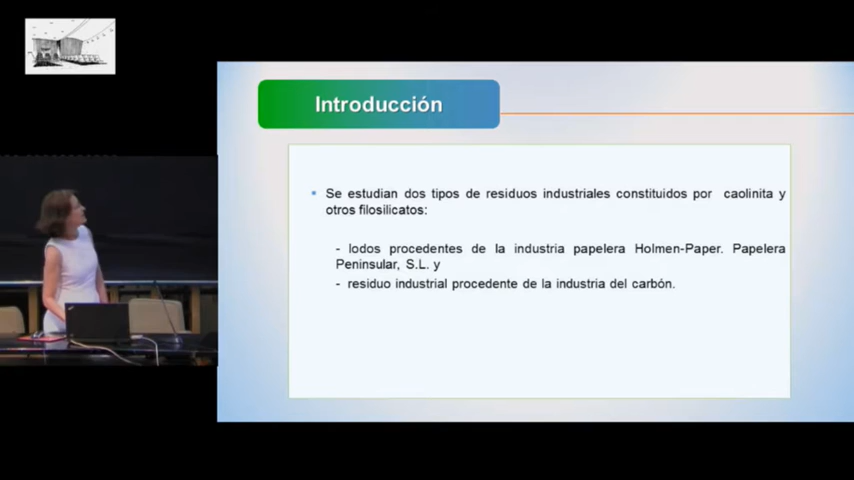 Introducción
Se estudian dos tipos de residuos industriales constituidos por caolinita y
otros filosilicatos:
- lodos procedentes de la industria papelera Holmen-Paper. Papelera
Peninsular, S.L. y
- residuo industrial procedente de la industria del carbón.